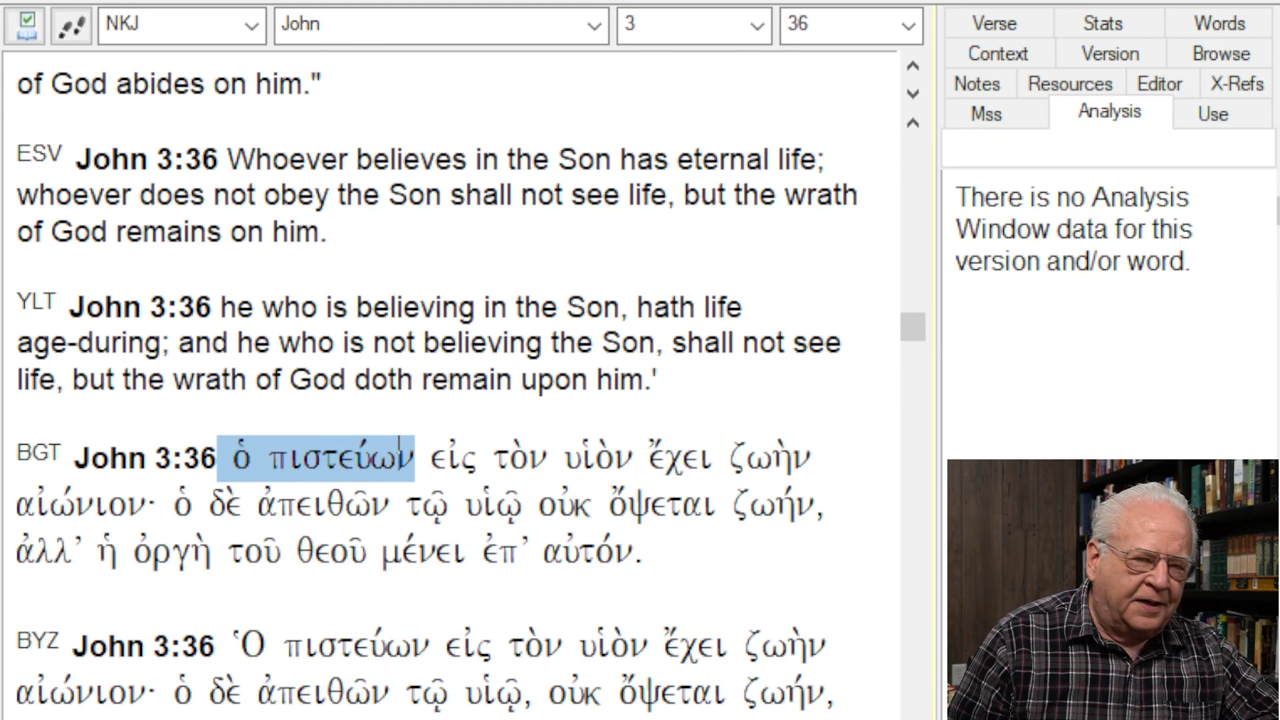 NKJ John 3 36
of God abides on him."
ESV John 3:36 Whoever believes in the Son has eternal life;
whoever does not obey the Son shall not see life, but the wrath
of God remains on him.
YLT John 3:36 he who is believing in the Son, hath life
age-during; and he who is not believing the Son, shall not see
life, but the wrath of God doth remain upon him.'
BGT John 3:36 ὁ πιστεύων εἰς τὸν υἱὸν ἔχει ζωὴν
αἰώνιον· ὁ δὲ ἀπειθῶν τῷ υἱῷ οὐκ ὄψεται ζωήν,
ἀλλ’ ἡ ὀργὴ τοῦ θεοῦ μένει ἐπ’ αὐτόν.
BYZ John 3:36 Ὁ πιστεύων εἰς τὸν υἱὸν ἔχει ζωὴν
αἰώνιον· ὁ δὲ ἀπειθῶν τῷ υἱῷ, οὐκ ὄψεται ζωήν,
Verse Stats Words
Context Version Browse
Notes Resources Editor X-Refs
Mss Analysis Use
There is no Analysis
Window data for this
version and/or word.